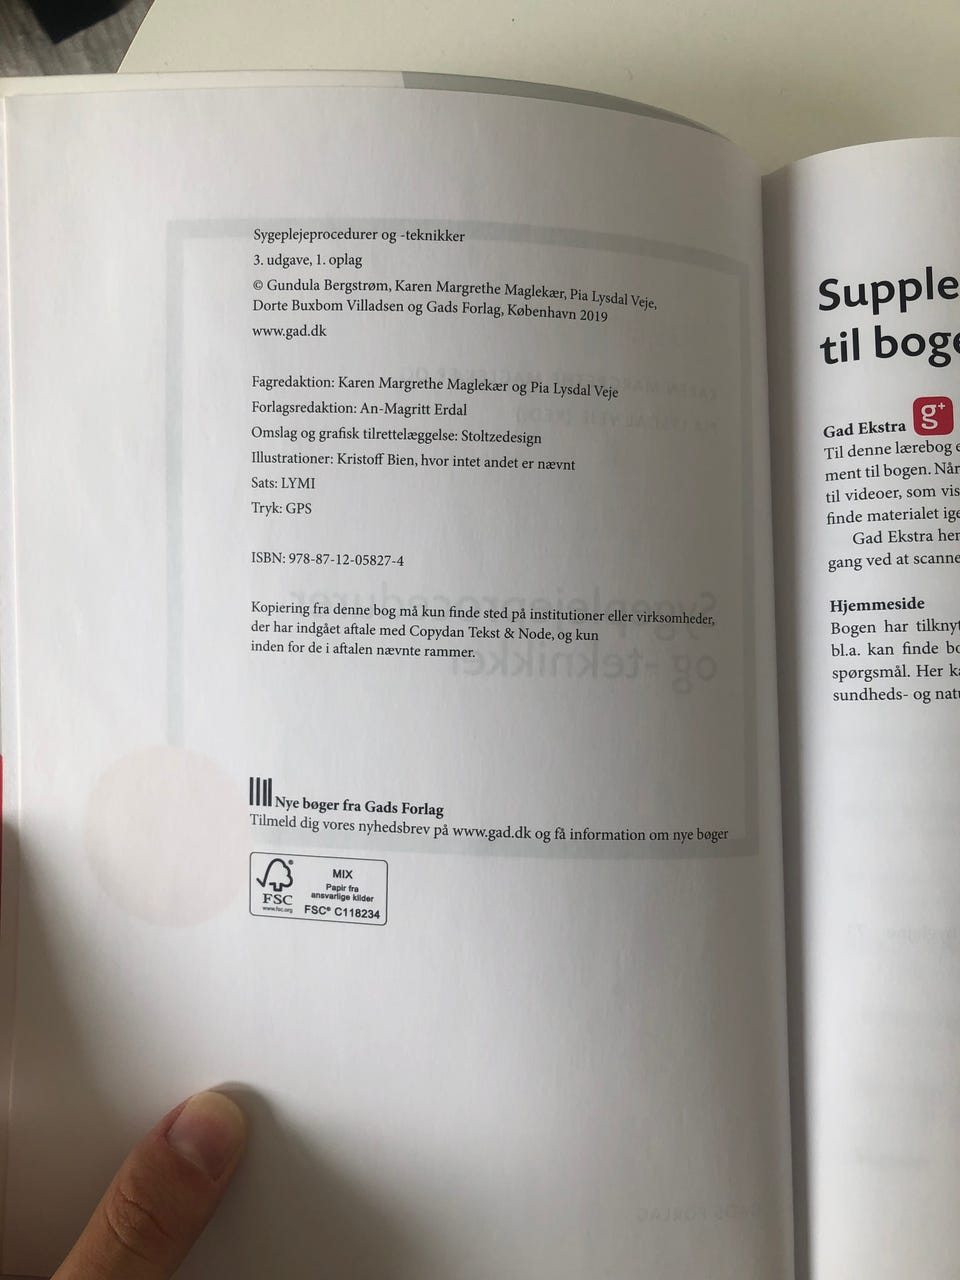 Sygeplejeprocedurer og -teknikker
3. udgave, 1. oplag
© Gundula Bergstrøm, Karen Margrethe Maglekær, Pia Lysdal Veje,
Dorte Buxbom Villadsen og Gads Forlag, København 2019
www.gad.dk
Fagredaktion: Karen Margrethe Maglekær og Pia Lysdal Veje
Forlagsredaktion: An-Magritt Erdal
Omslag og grafisk tilrettelæggelse: Stoltzedesign
Illustrationer: Kristoff Bien, hvor intet andet er nævnt
Sats: LYMI
Tryk: GPS
ISBN: 978-87-12-05827-4
Kopiering fra denne bog må kun finde sted på institutioner eller virksomheder,
der har indgået aftale med Copydan Tekst & Node, og kun
inden for de i aftalen nævnte rammer.
Nye bøger fra Gads Forlag
Tilmeld dig vores nyhedsbrev på www.gad.dk og få information om nye bøger
FSC
www.fsc.org
MIX
Papir fra
ansvarlige kilder
FSC® C118234
Supple
til boge
Gad Ekstra g+
Til denne lærebog e
ment til bogen. Når
til videoer, som vis
finde materialet ige
Gad Ekstra her
gang ved at scanne
Hjemmeside
Bogen har tilknyt
bl.a. kan finde bo
spørgsmål. Her ka
sundheds- og natu